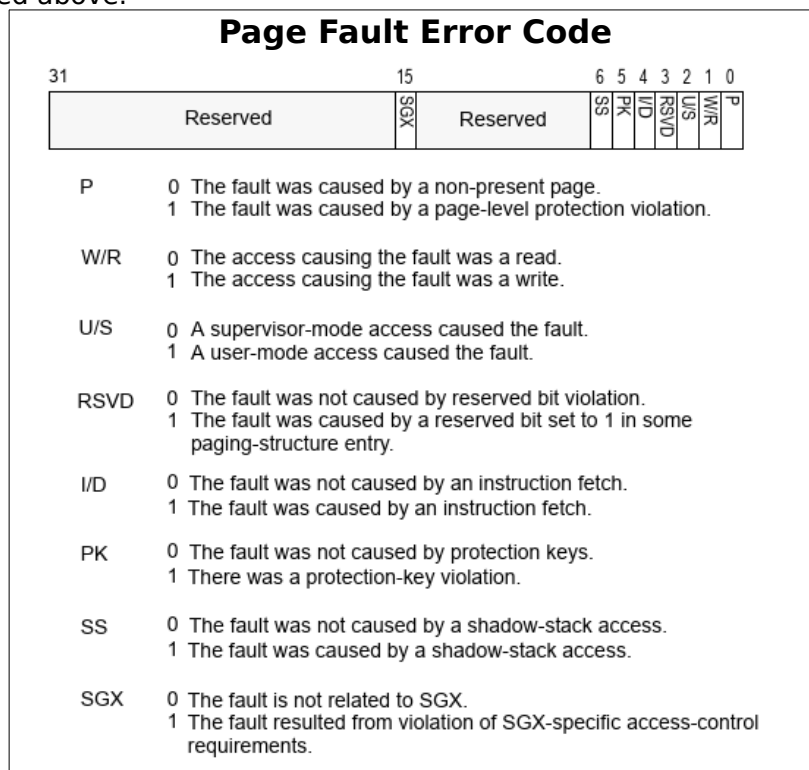 ed above.
Page Fault Error Code
31 15 6 5 4 3 2 1 0
Reserved SGX Reserved SS PK I/D RSVD U/S W/R P
P 0 The fault was caused by a non-present page.
1 The fault was caused by a page-level protection violation.
W/R 0 The access causing the fault was a read.
1 The access causing the fault was a write.
U/S 0 A supervisor-mode access caused the fault.
1 A user-mode access caused the fault.
RSVD 0 The fault was not caused by reserved bit violation.
1 The fault was caused by a reserved bit set to 1 in some
paging-structure entry.
I/D 0 The fault was not caused by an instruction fetch.
1 The fault was caused by an instruction fetch.
PK 0 The fault was not caused by protection keys.
1 There was a protection-key violation.
SS 0 The fault was not caused by a shadow-stack access.
1 The fault was caused by a shadow-stack access.
SGX 0 The fault is not related to SGX.
1 The fault resulted from violation of SGX-specific access-control
requirements.